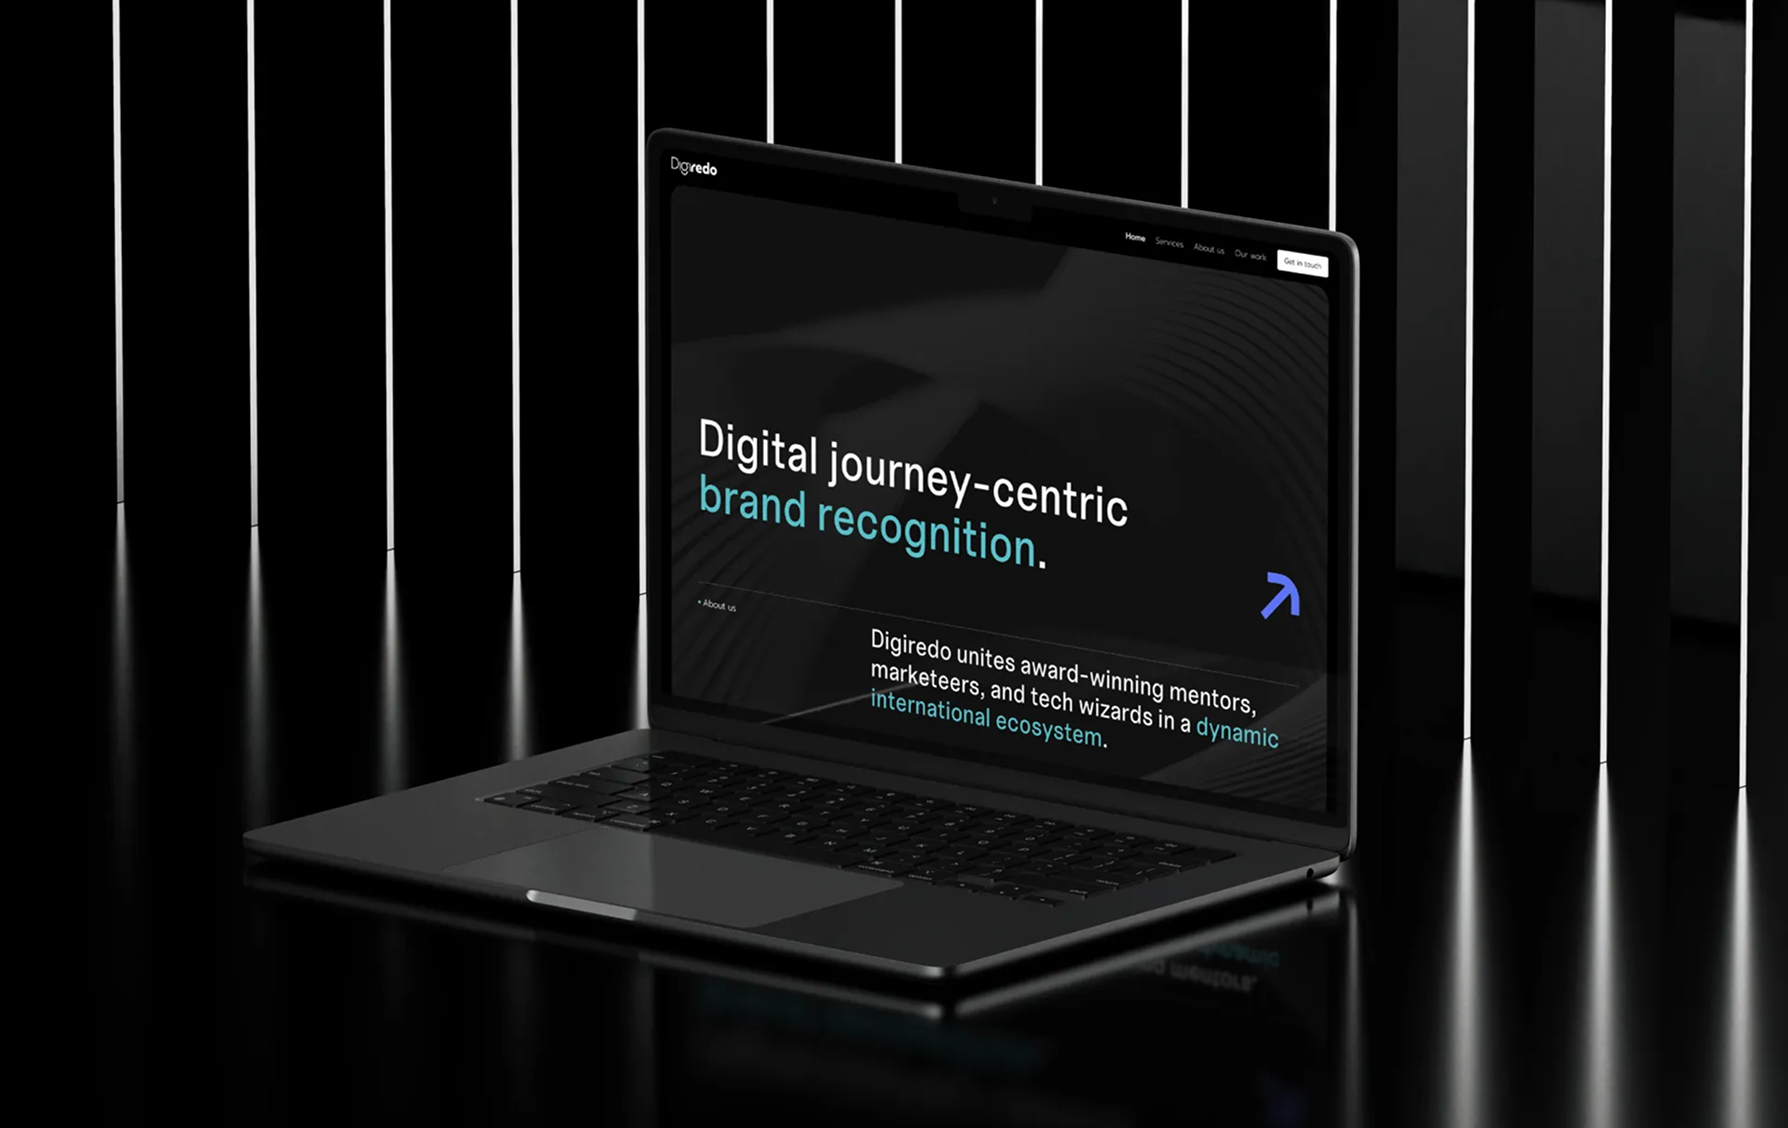 Digiredo
Home Services About us Our work Get in touch
Digital journey-centric
brand recognition.
• About us
Digiredo unites award-winning mentors,
marketeers, and tech wizards in a dynamic
international ecosystem.